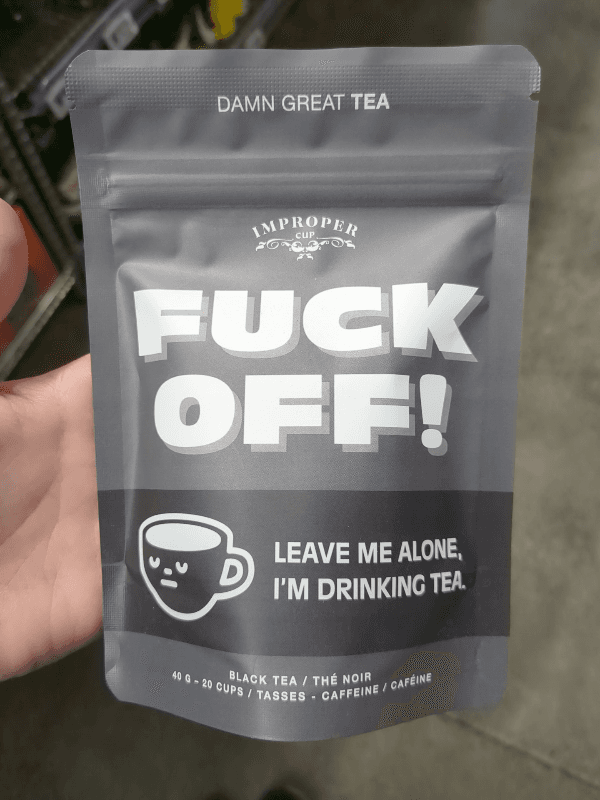 DAMN GREAT TEA
IMPROPER
CUP
FUCK
OFF!
LEAVE ME ALONE,
I'M DRINKING TEA.
BLACK TEA / THÉ NOIR
40 G – 20 CUPS / TASSES - CAFFEINE / CAFÉINE